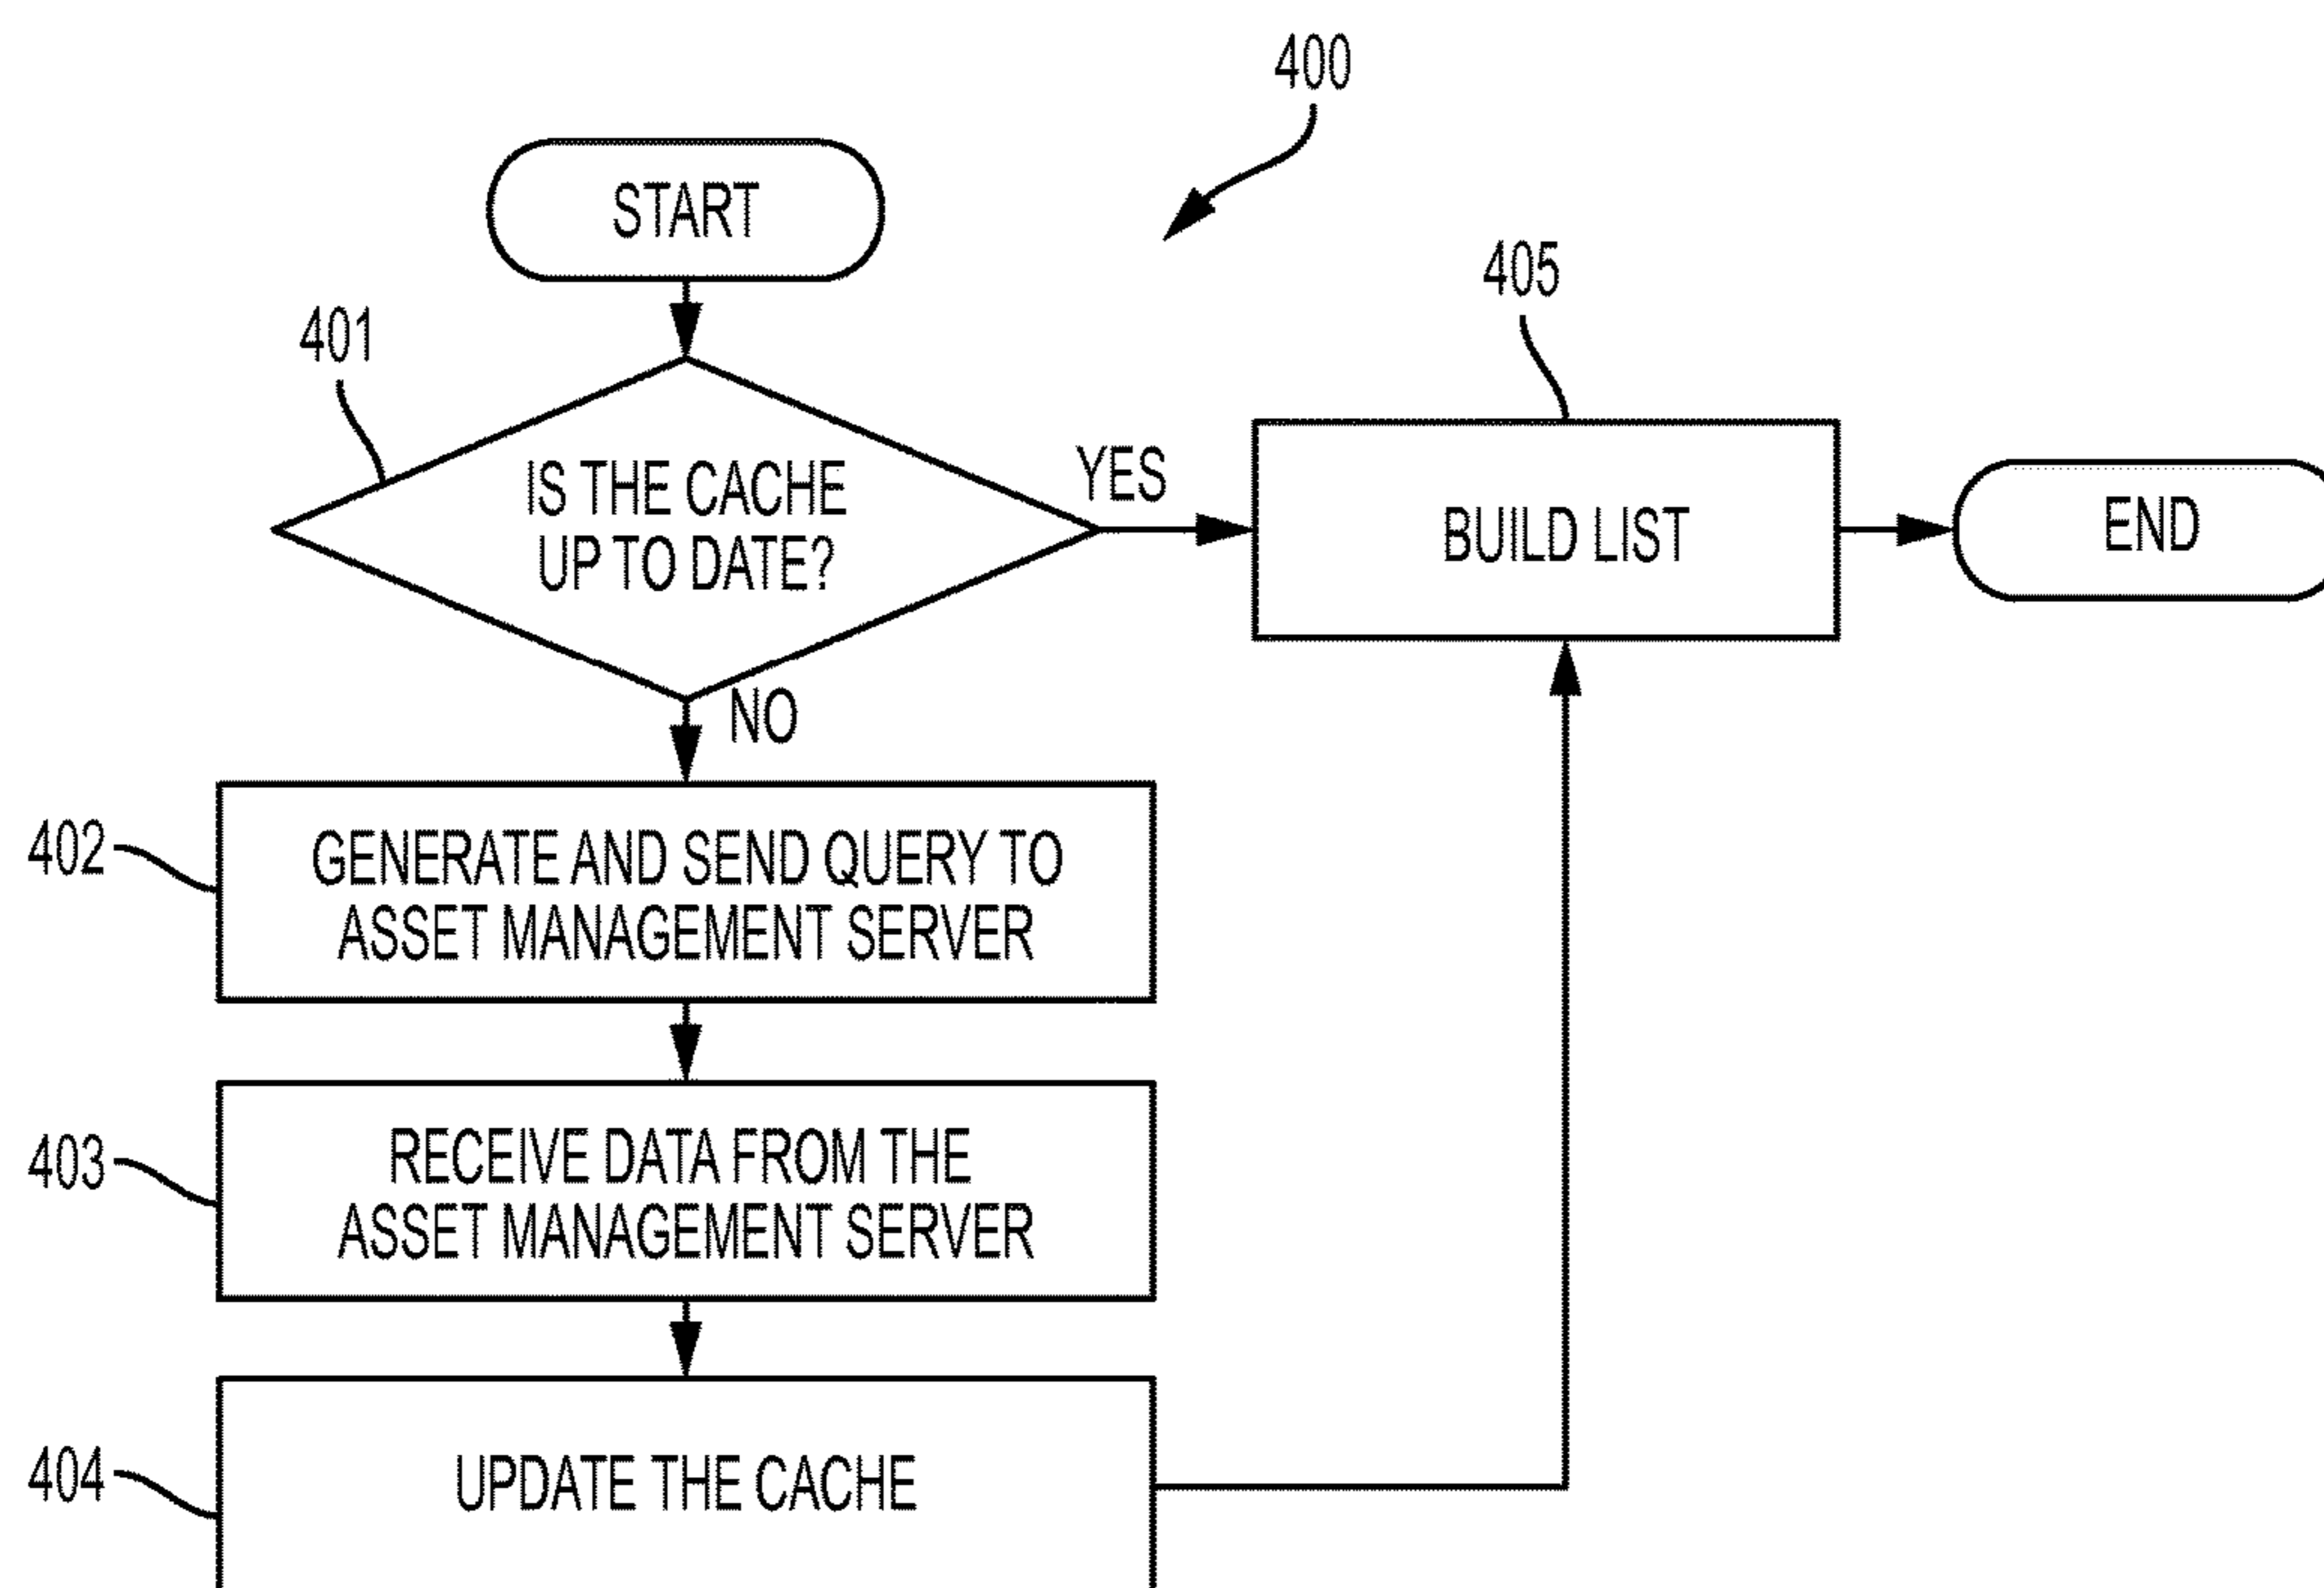 400
START
405
401
IS THE CACHE
UP TO DATE?
YES
BUILD LIST
END
NO
402
GENERATE AND SEND QUERY TO
ASSET MANAGEMENT SERVER
403
RECEIVE DATA FROM THE
ASSET MANAGEMENT SERVER
404
UPDATE THE CACHE